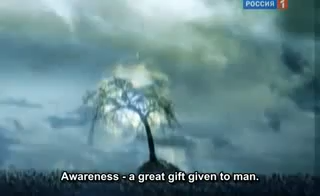 РОССИЯ 1
Awareness - a great gift given to man.